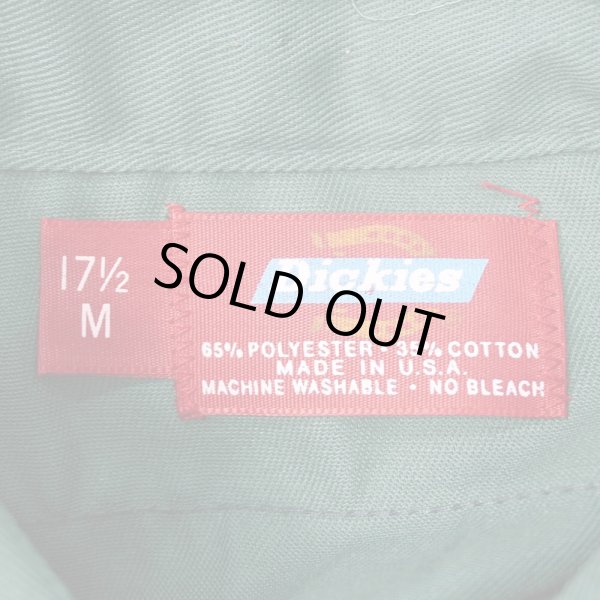 17½
M
Dickies
SOLD OUT
65% POLYESTER · 35% COTTON
MADE IN U.S.A.
MACHINE WASHABLE · NO BLEACH